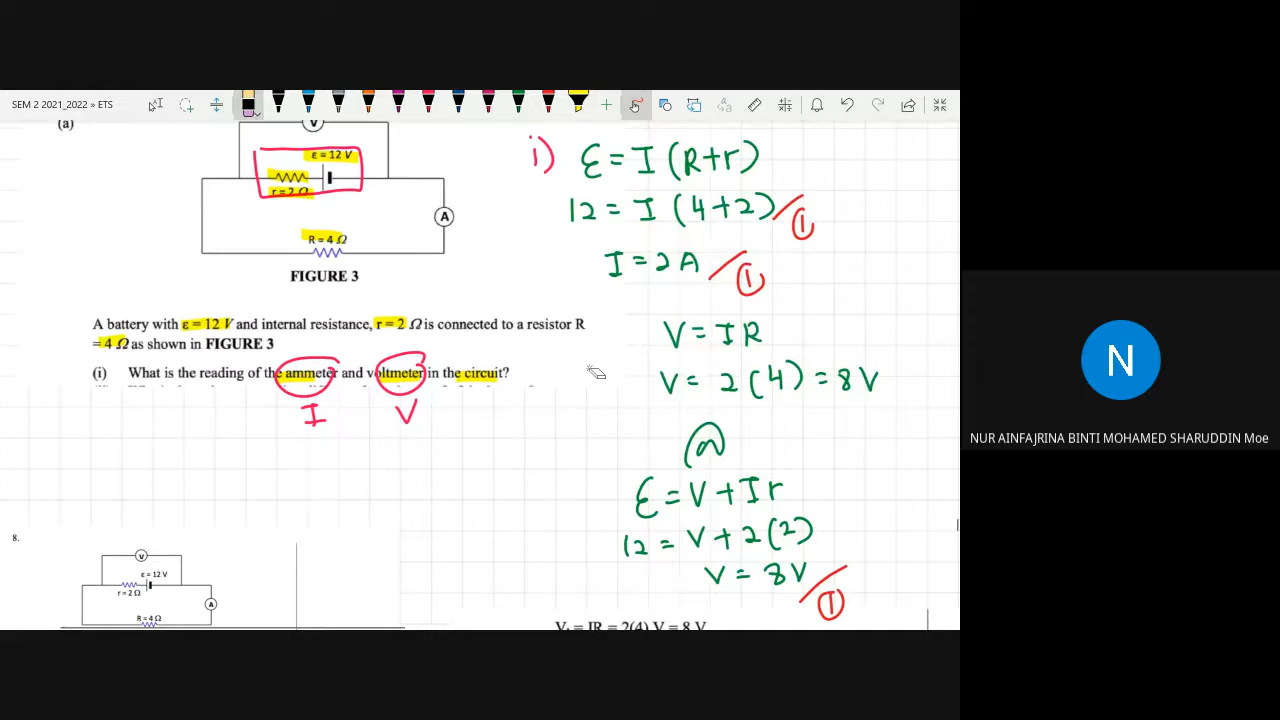 SEM 2 2021_2022 » ETS
(a)
V
ε = 12 V
r = 2 Ω
A
R = 4 Ω
FIGURE 3
A battery with ε = 12 V and internal resistance, r = 2 Ω is connected to a resistor R
= 4 Ω as shown in FIGURE 3
(i) What is the reading of the ammeter and voltmeter in the circuit?
I V
i) ε = I (R+r)
12 = I (4+2) 1
I = 2 A 1
V = IR
V = 2 (4) = 8 V
ε = V + Ir
12 = V + 2(2)
V = 8V 1
8.
V
ε = 12 V
r = 2 Ω
A
R = 4 Ω
= IR = 2(4) V = 8 V
N
NUR AINFAJRINA BINTI MOHAMED SHARUDDIN Moe